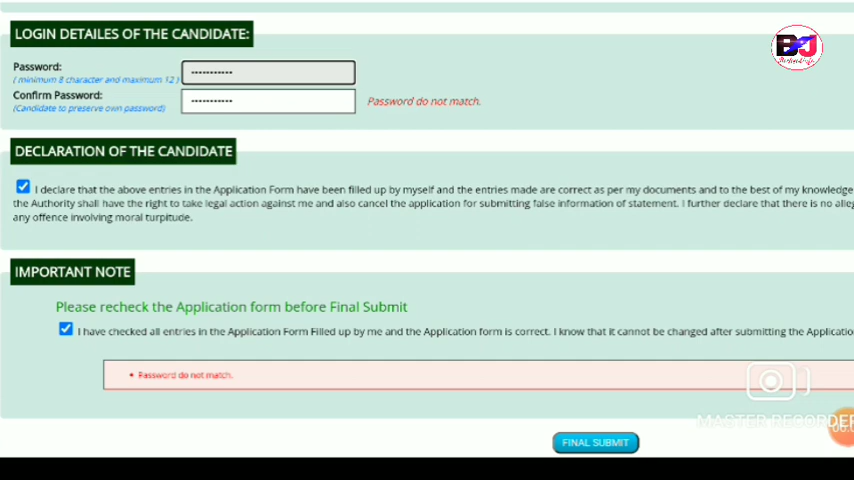 LOGIN DETAILES OF THE CANDIDATE:
BJ
Password:
( minimum 8 character and maximum 12 )
•••••••••••
Confirm Password:
(Candidate to preserve own password)
•••••••••••
Password do not match.
DECLARATION OF THE CANDIDATE
I declare that the above entries in the Application Form have been filled up by myself and the entries made are correct as per my documents and to the best of my knowledge
the Authority shall have the right to take legal action against me and also cancel the application for submitting false information of statement. I further declare that there is no alleg
any offence involving moral turpitude.
IMPORTANT NOTE
Please recheck the Application form before Final Submit
I have checked all entries in the Application Form Filled up by me and the Application form is correct. I know that it cannot be changed after submitting the Applicatio
• Password do not match.
MASTER RECORDER
FINAL SUBMIT